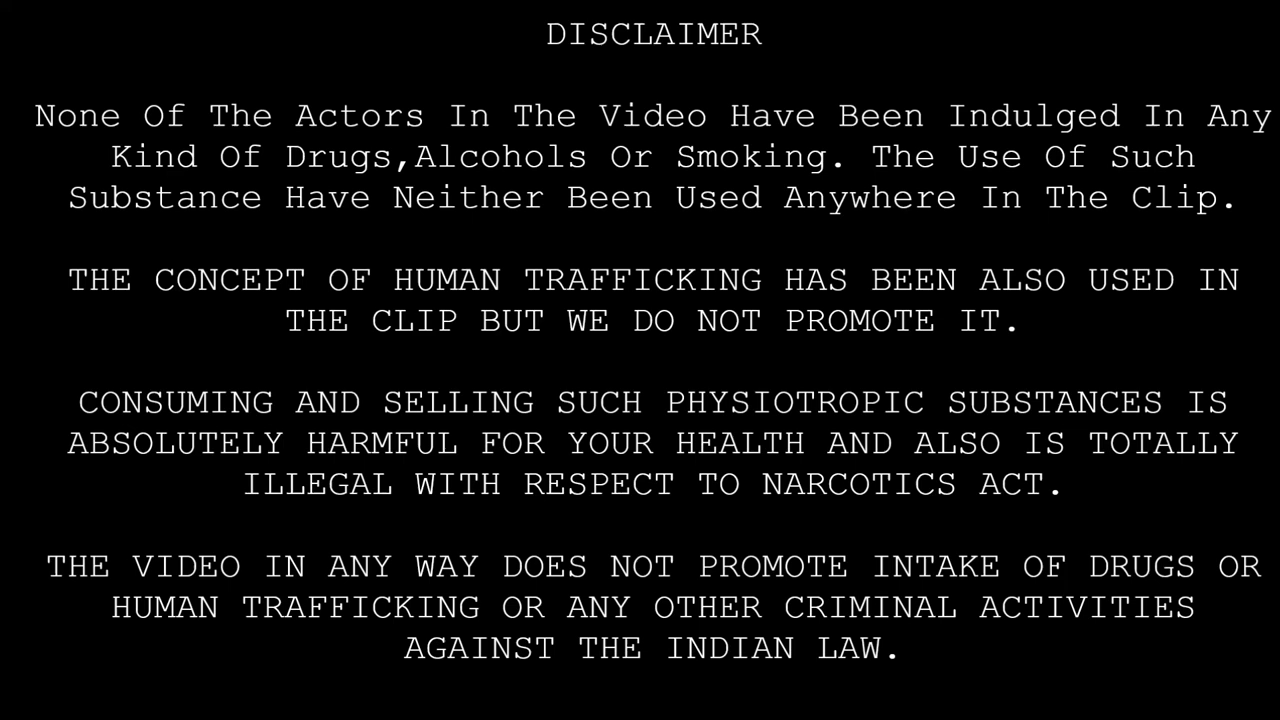 DISCLAIMER
None Of The Actors In The Video Have Been Indulged In Any
Kind Of Drugs,Alcohols Or Smoking. The Use Of Such
Substance Have Neither Been Used Anywhere In The Clip.
THE CONCEPT OF HUMAN TRAFFICKING HAS BEEN ALSO USED IN
THE CLIP BUT WE DO NOT PROMOTE IT.
CONSUMING AND SELLING SUCH PHYSIOTROPIC SUBSTANCES IS
ABSOLUTELY HARMFUL FOR YOUR HEALTH AND ALSO IS TOTALLY
ILLEGAL WITH RESPECT TO NARCOTICS ACT.
THE VIDEO IN ANY WAY DOES NOT PROMOTE INTAKE OF DRUGS OR
HUMAN TRAFFICKING OR ANY OTHER CRIMINAL ACTIVITIES
AGAINST THE INDIAN LAW.